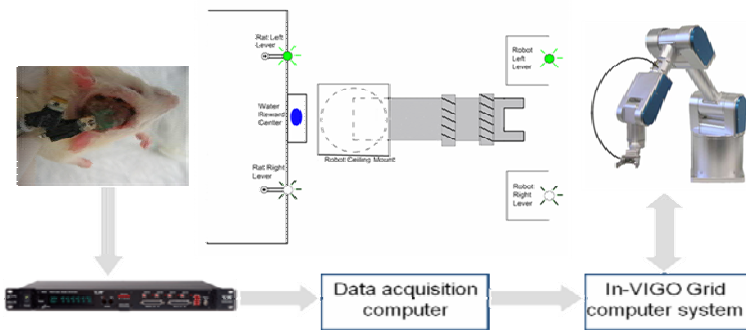 Rat Left
Lever
Robot
Left
Lever
Water
Reward
Center
Robot Ceiling Mount
Rat Right
Lever
Robot
Right
Lever
Data acquisition
computer
In-VIGO Grid
computer system